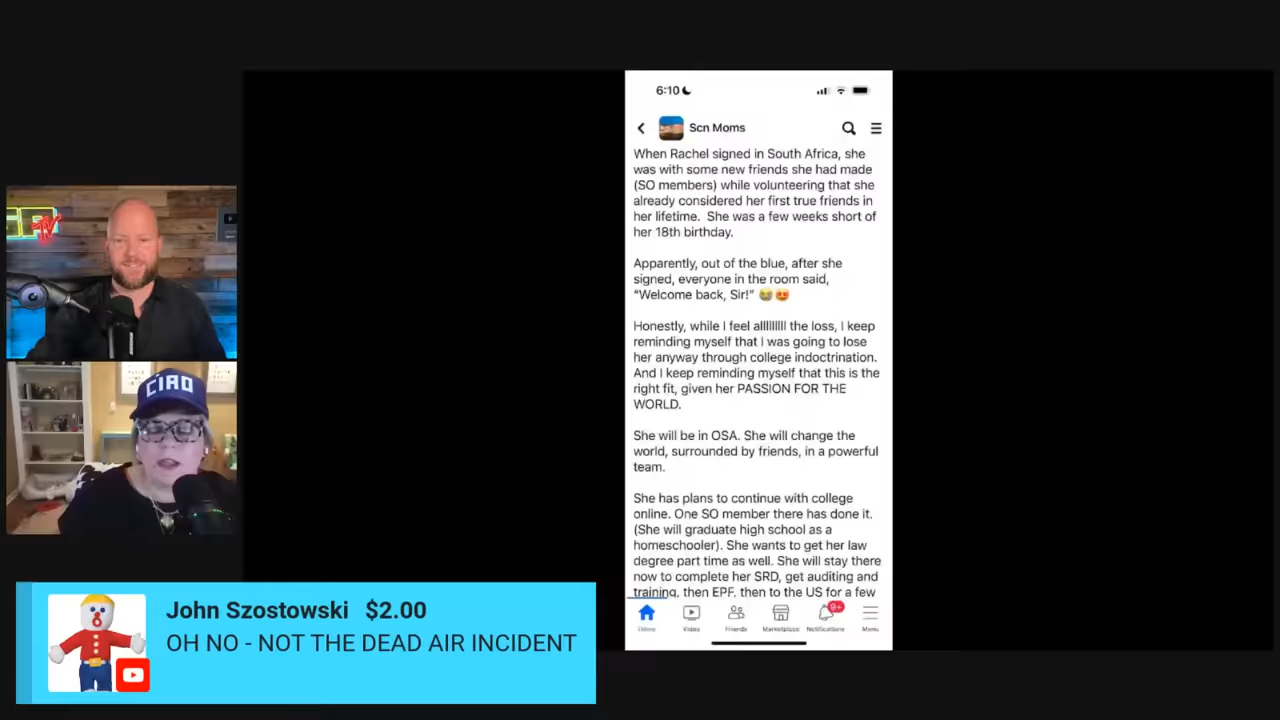 6:10
Scn Moms
When Rachel signed in South Africa, she
was with some new friends she had made
(SO members) while volunteering that she
already considered her first true friends in
her lifetime. She was a few weeks short of
her 18th birthday.
Apparently, out of the blue, after she
signed, everyone in the room said,
“Welcome back, Sir!” 😭😍
Honestly, while I feel alllllllll the loss, I keep
reminding myself that I was going to lose
her anyway through college indoctrination.
And I keep reminding myself that this is the
right fit, given her PASSION FOR THE
WORLD.
She will be in OSA. She will change the
world, surrounded by friends, in a powerful
team.
She has plans to continue with college
online. One SO member there has done it.
(She will graduate high school as a
homeschooler). She wants to get her law
degree part time as well. She will stay there
now to complete her SRD, get auditing and
training, then EPF, then to the US for a few
Home
Video
Friends
Marketplace
9+
Notifications
Menu
TV
CIAO
John Szostowski $2.00
OH NO - NOT THE DEAD AIR INCIDENT